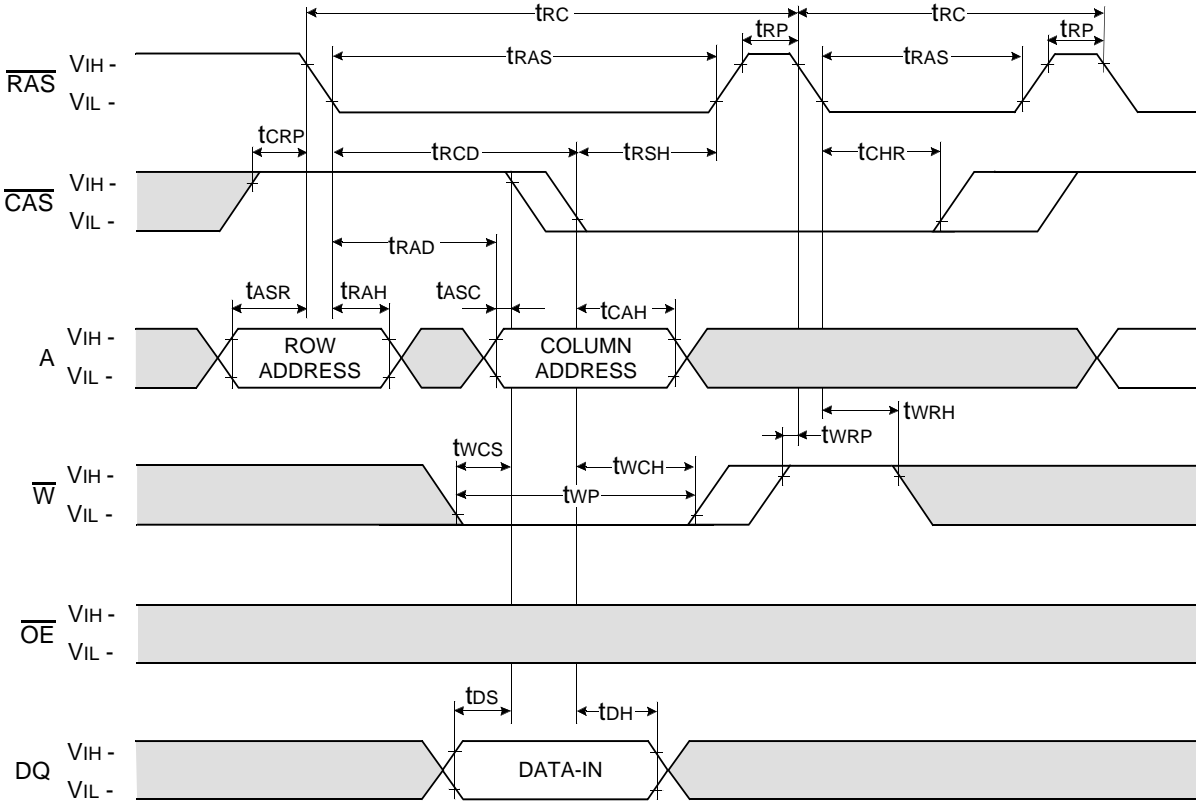 tRC tRC
tRP tRP
tRAS tRAS
RAS VIH -
VIL -
tCRP tRCD tRSH tCHR
CAS VIH -
VIL -
tRAD
tASR tRAH tASC tCAH
A VIH -
VIL -
ROW
ADDRESS
COLUMN
ADDRESS
tWRH
tWRP
tWCS tWCH
tWP
W VIH -
VIL -
OE VIH -
VIL -
tDS tDH
DQ VIH -
VIL -
DATA-IN